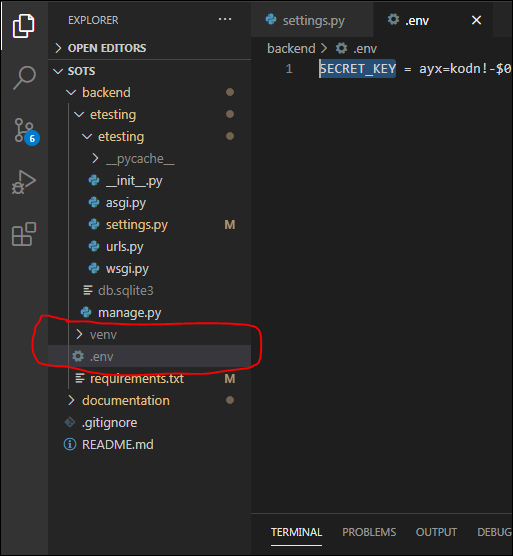 EXPLORER
settings.py
.env
OPEN EDITORS
backend > .env
SOTS
1 SECRET_KEY = ayx=kodn!-$0
backend
etesting
etesting
__pycache__
__init__.py
asgi.py
settings.py M
urls.py
6
wsgi.py
db.sqlite3
manage.py
venv
.env
requirements.txt M
documentation
.gitignore
README.md
TERMINAL PROBLEMS OUTPUT DEBUG